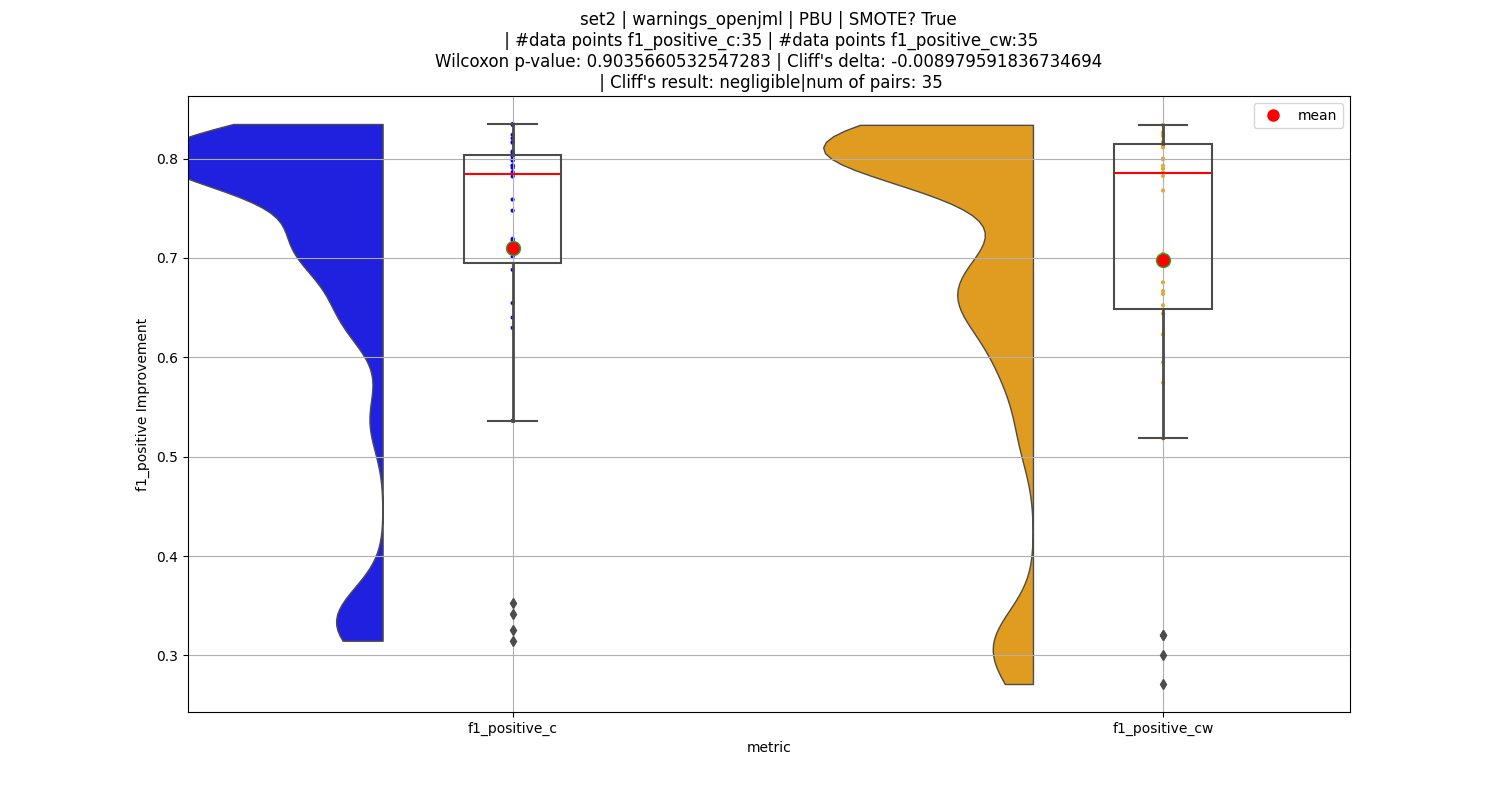 set2 | warnings_openjml | PBU | SMOTE? True
| #data points f1_positive_c:35 | #data points f1_positive_cw:35
Wilcoxon p-value: 0.9035660532547283 | Cliff's delta: -0.008979591836734694
| Cliff's result: negligible|num of pairs: 35
mean
0.8
0.7
0.6
0.5
0.4
0.3
f1_positive Improvement
f1_positive_c
f1_positive_cw
metric